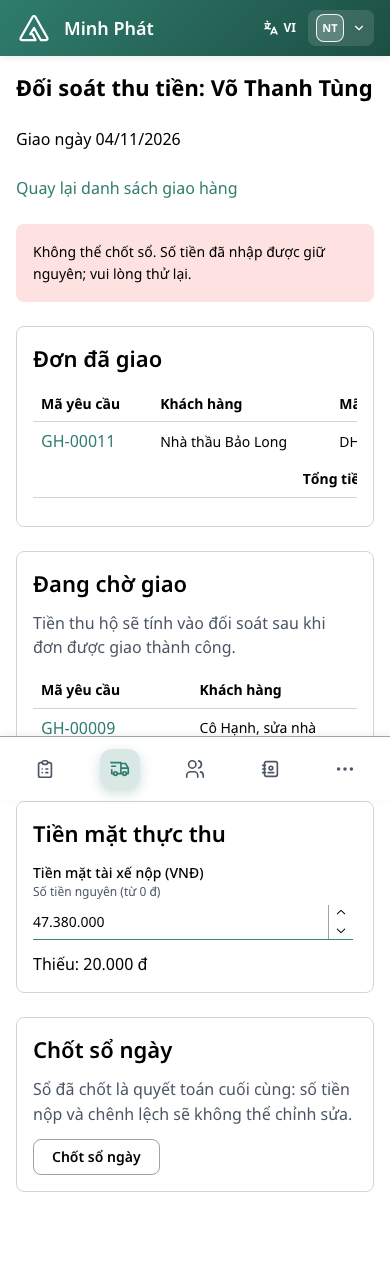 Minh Phát
VI
NT
Đối soát thu tiền: Võ Thanh Tùng
Giao ngày 04/11/2026
Quay lại danh sách giao hàng
Không thể chốt sổ. Số tiền đã nhập được giữ
nguyên; vui lòng thử lại.
Đơn đã giao
Mã yêu cầu Khách hàng
GH-00011 Nhà thầu Bảo Long
Đang chờ giao
Tiền thu hộ sẽ tính vào đối soát sau khi
đơn được giao thành công.
Mã yêu cầu Khách hàng
GH-00009 Cô Hạnh, sửa nhà
Tiền mặt thực thu
Tiền mặt tài xế nộp (VNĐ)
Số tiền nguyên (từ 0 đ)
47.380.000
Thiếu: 20.000 đ
Chốt sổ ngày
Sổ đã chốt là quyết toán cuối cùng: số tiền
nộp và chênh lệch sẽ không thể chỉnh sửa.
Chốt sổ ngày